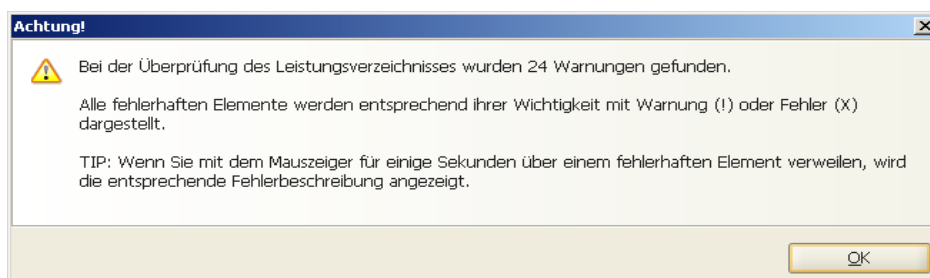 Achtung!
Bei der Überprüfung des Leistungsverzeichnisses wurden 24 Warnungen gefunden.
Alle fehlerhaften Elemente werden entsprechend ihrer Wichtigkeit mit Warnung (!) oder Fehler (X)
dargestellt.
TIP: Wenn Sie mit dem Mauszeiger für einige Sekunden über einem fehlerhaften Element verweilen, wird
die entsprechende Fehlerbeschreibung angezeigt.
OK